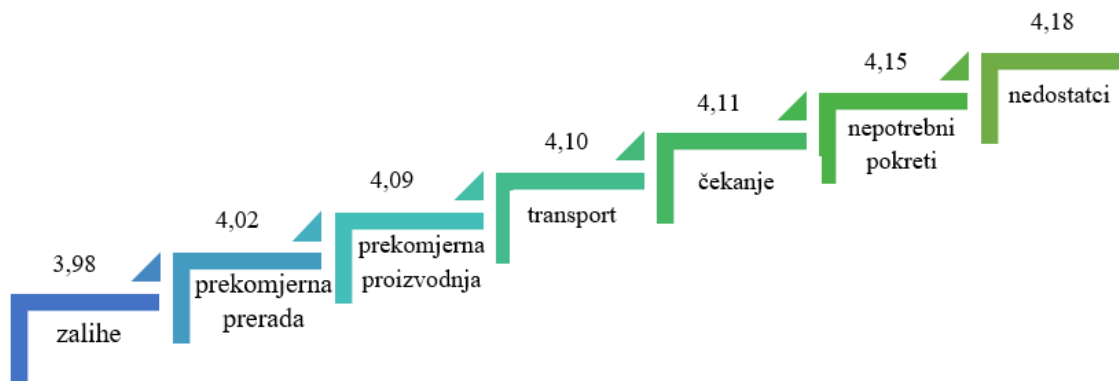 3,98
zalihe
4,02
prekomjerna
prerada
4,09
prekomjerna
proizvodnja
4,10
transport
4,11
čekanje
4,15
nepotrebni
pokreti
4,18
nedostatci